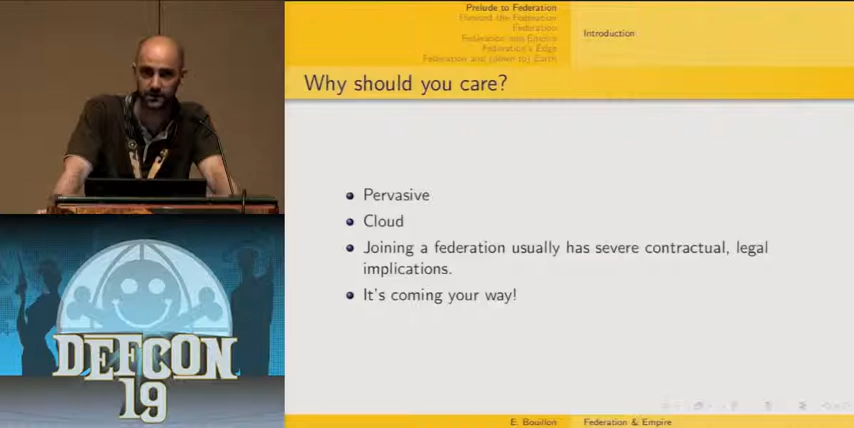 Prelude to Federation
Forward the Federation
Federation
Federation and Empire
Federation's Edge
Federation and (down to) Earth
Introduction
Why should you care?
Pervasive
Cloud
Joining a federation usually has severe contractual, legal
implications.
It's coming your way!
DEFCON
19
E. Bouillon
Federation & Empire